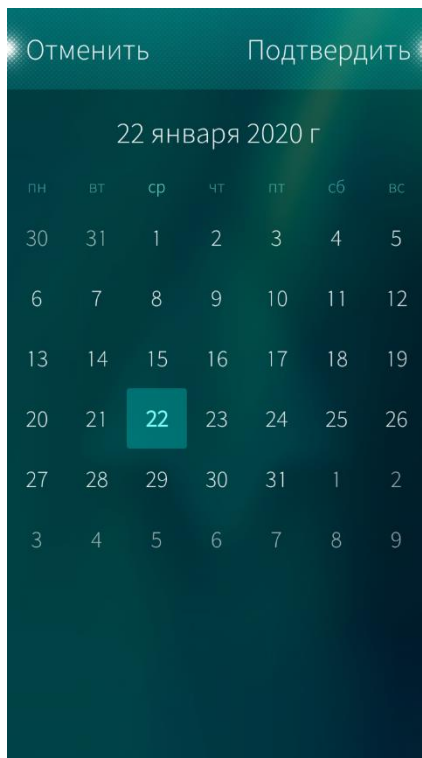 Отменить Подтвердить
22 января 2020 г
пн вт ср чт пт сб вс
30 31 1 2 3 4 5
6 7 8 9 10 11 12
13 14 15 16 17 18 19
20 21 22 23 24 25 26
27 28 29 30 31 1 2
3 4 5 6 7 8 9